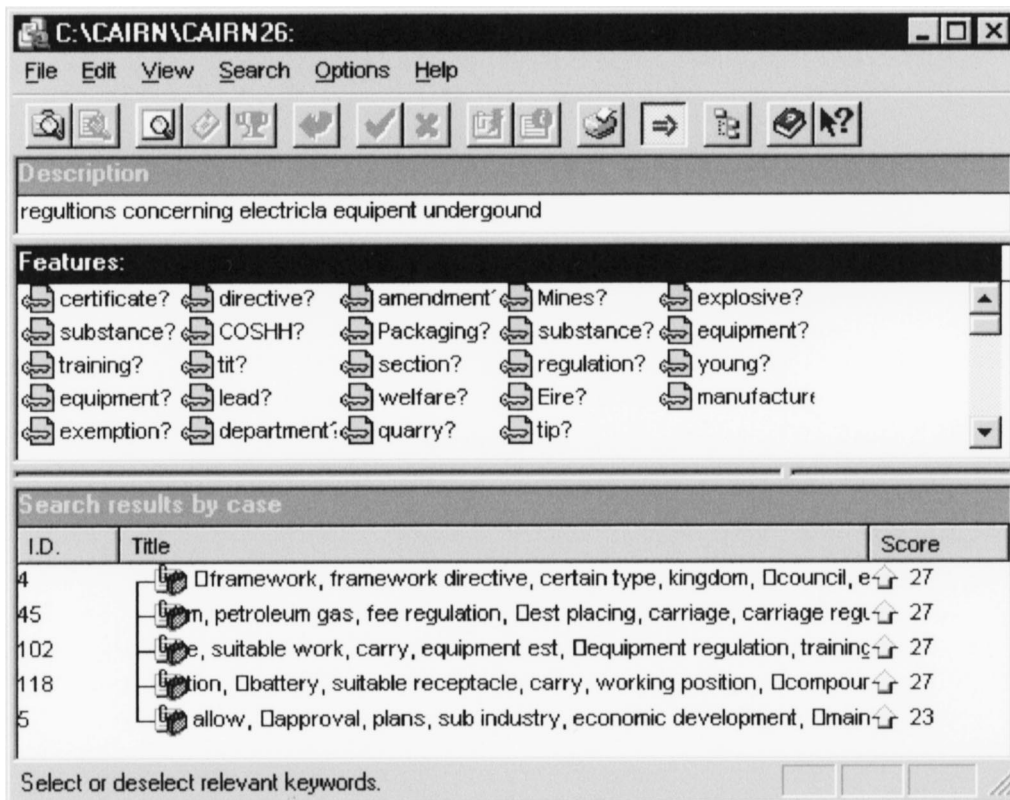 C:\CAIRN\CAIRN26:
File Edit View Search Options Help
Description
regultions concerning electricla equipent undergound
Features:
certificate? directive? amendment Mines? explosive?
substance? COSHH? Packaging? substance? equipment?
training? tit? section? regulation? young?
equipment? lead? welfare? Eire? manufacture
exemption? department? quarry? tip?
Search results by case
I.D. Title Score
4 framework, framework directive, certain type, kingdom, council, e 27
45 m, petroleum gas, fee regulation, est placing, carriage, carriage regu 27
102 e, suitable work, carry, equipment est, equipment regulation, training 27
118 tion, battery, suitable receptacle, carry, working position, compour 27
5 allow, approval, plans, sub industry, economic development, main 23
Select or deselect relevant keywords.